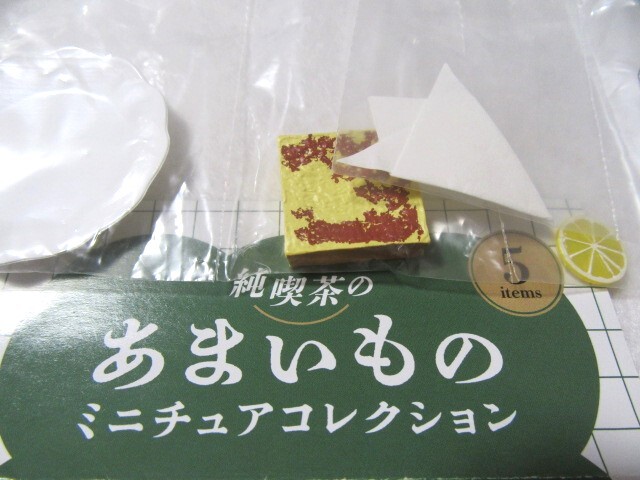 純喫茶の
あまいもの
ミニチュアコレクション
5
items